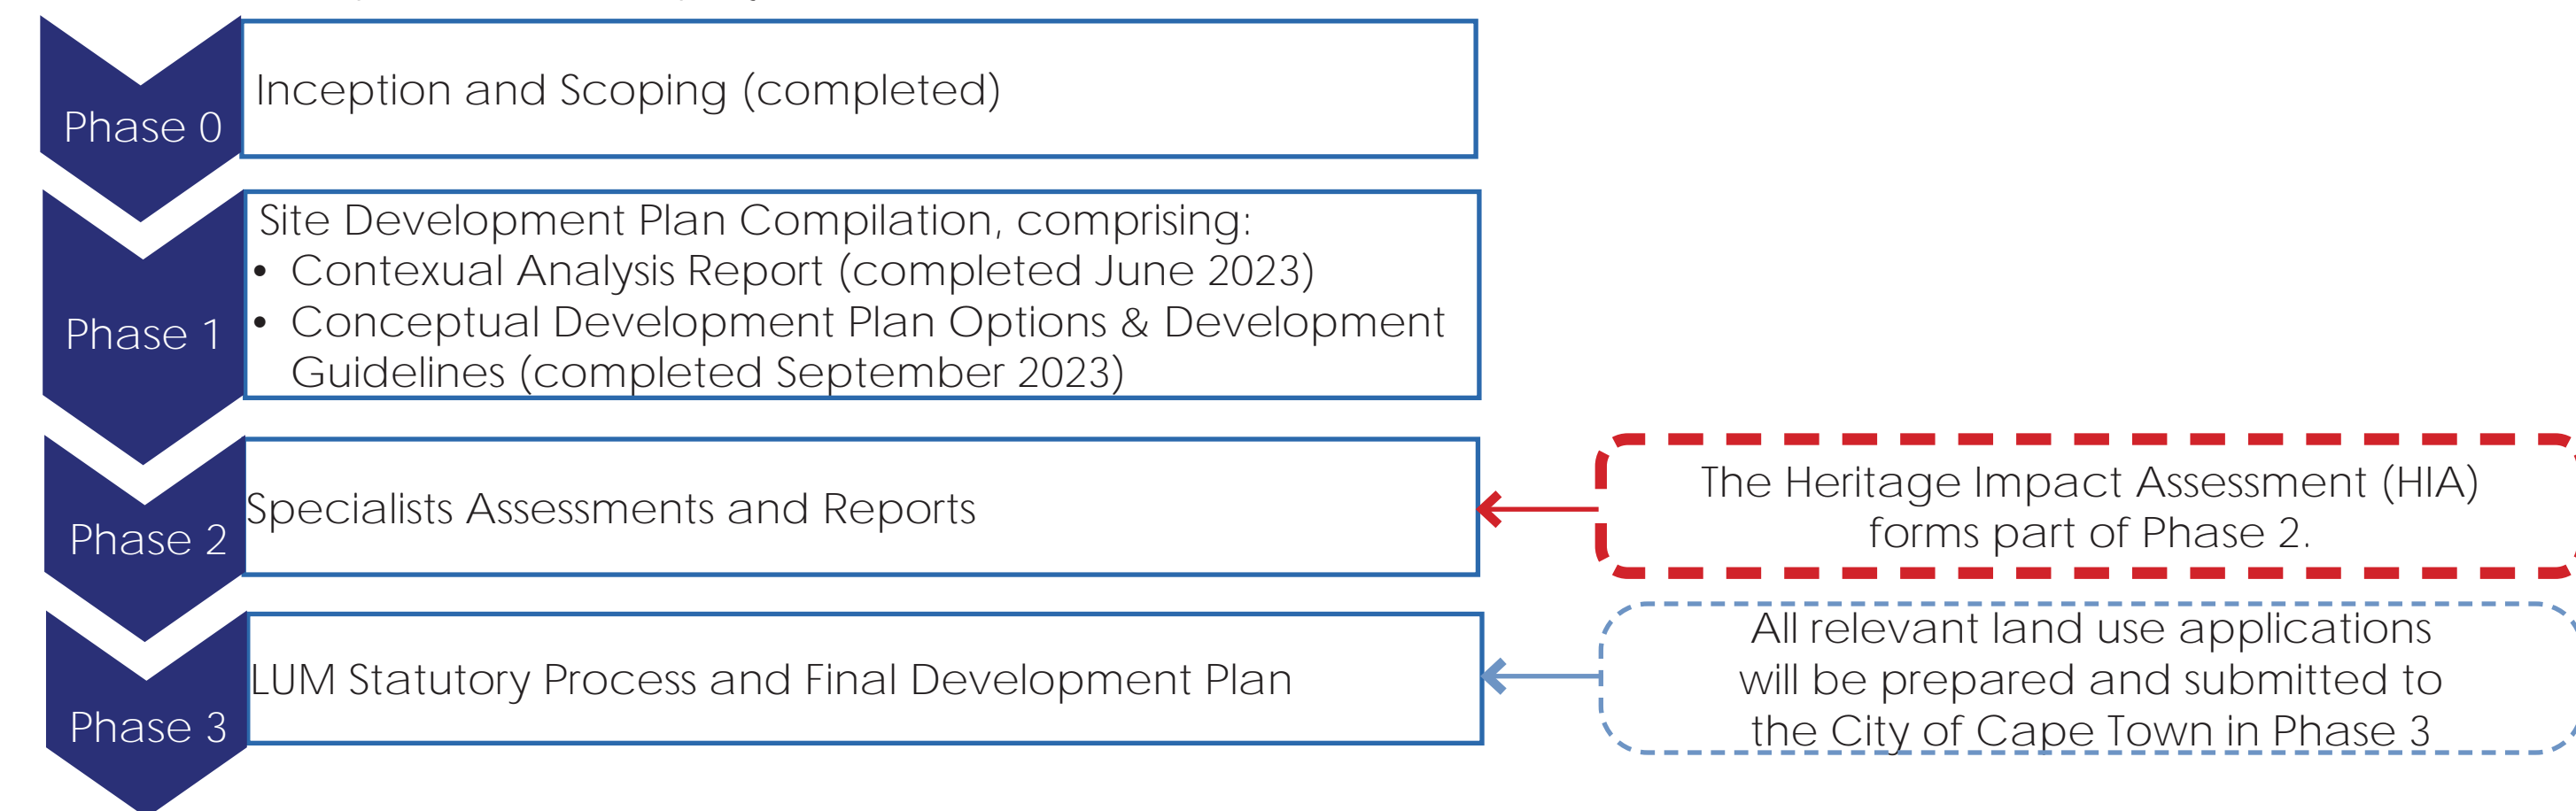 Phase 0
Inception and Scoping (completed)
Phase 1
Site Development Plan Compilation, comprising:
• Contexual Analysis Report (completed June 2023)
• Conceptual Development Plan Options & Development
Guidelines (completed September 2023)
Phase 2
Specialists Assessments and Reports
The Heritage Impact Assessment (HIA)
forms part of Phase 2.
Phase 3
LUM Statutory Process and Final Development Plan
All relevant land use applications
will be prepared and submitted to
the City of Cape Town in Phase 3